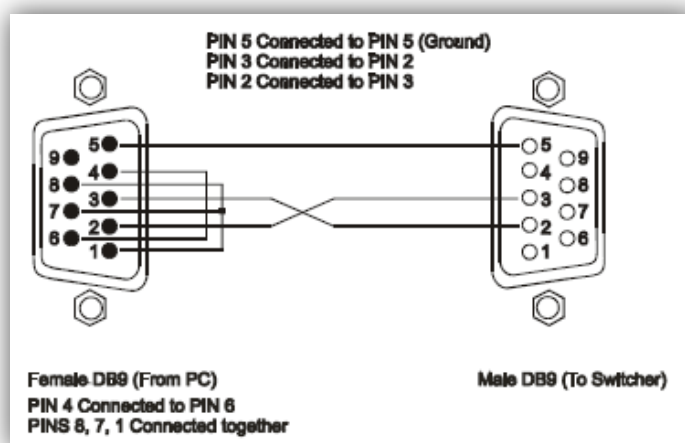 PIN 5 Connected to PIN 5 (Ground)
PIN 3 Connected to PIN 2
PIN 2 Connected to PIN 3
5
9
4
8
3
7
2
6
1
5
9
4
8
3
7
2
6
1
Female DB9 (From PC)
Male DB9 (To Switcher)
PIN 4 Connected to PIN 6
PINS 8, 7, 1 Connected together